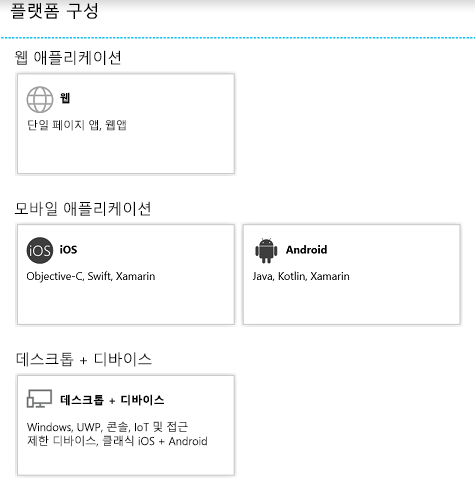 플랫폼 구성
웹 애플리케이션
웹
단일 페이지 앱, 웹앱
모바일 애플리케이션
iOS iOS
Objective-C, Swift, Xamarin
Android
Java, Kotlin, Xamarin
데스크톱 + 디바이스
데스크톱 + 디바이스
Windows, UWP, 콘솔, IoT 및 접근
제한 디바이스, 클래식 iOS + Android